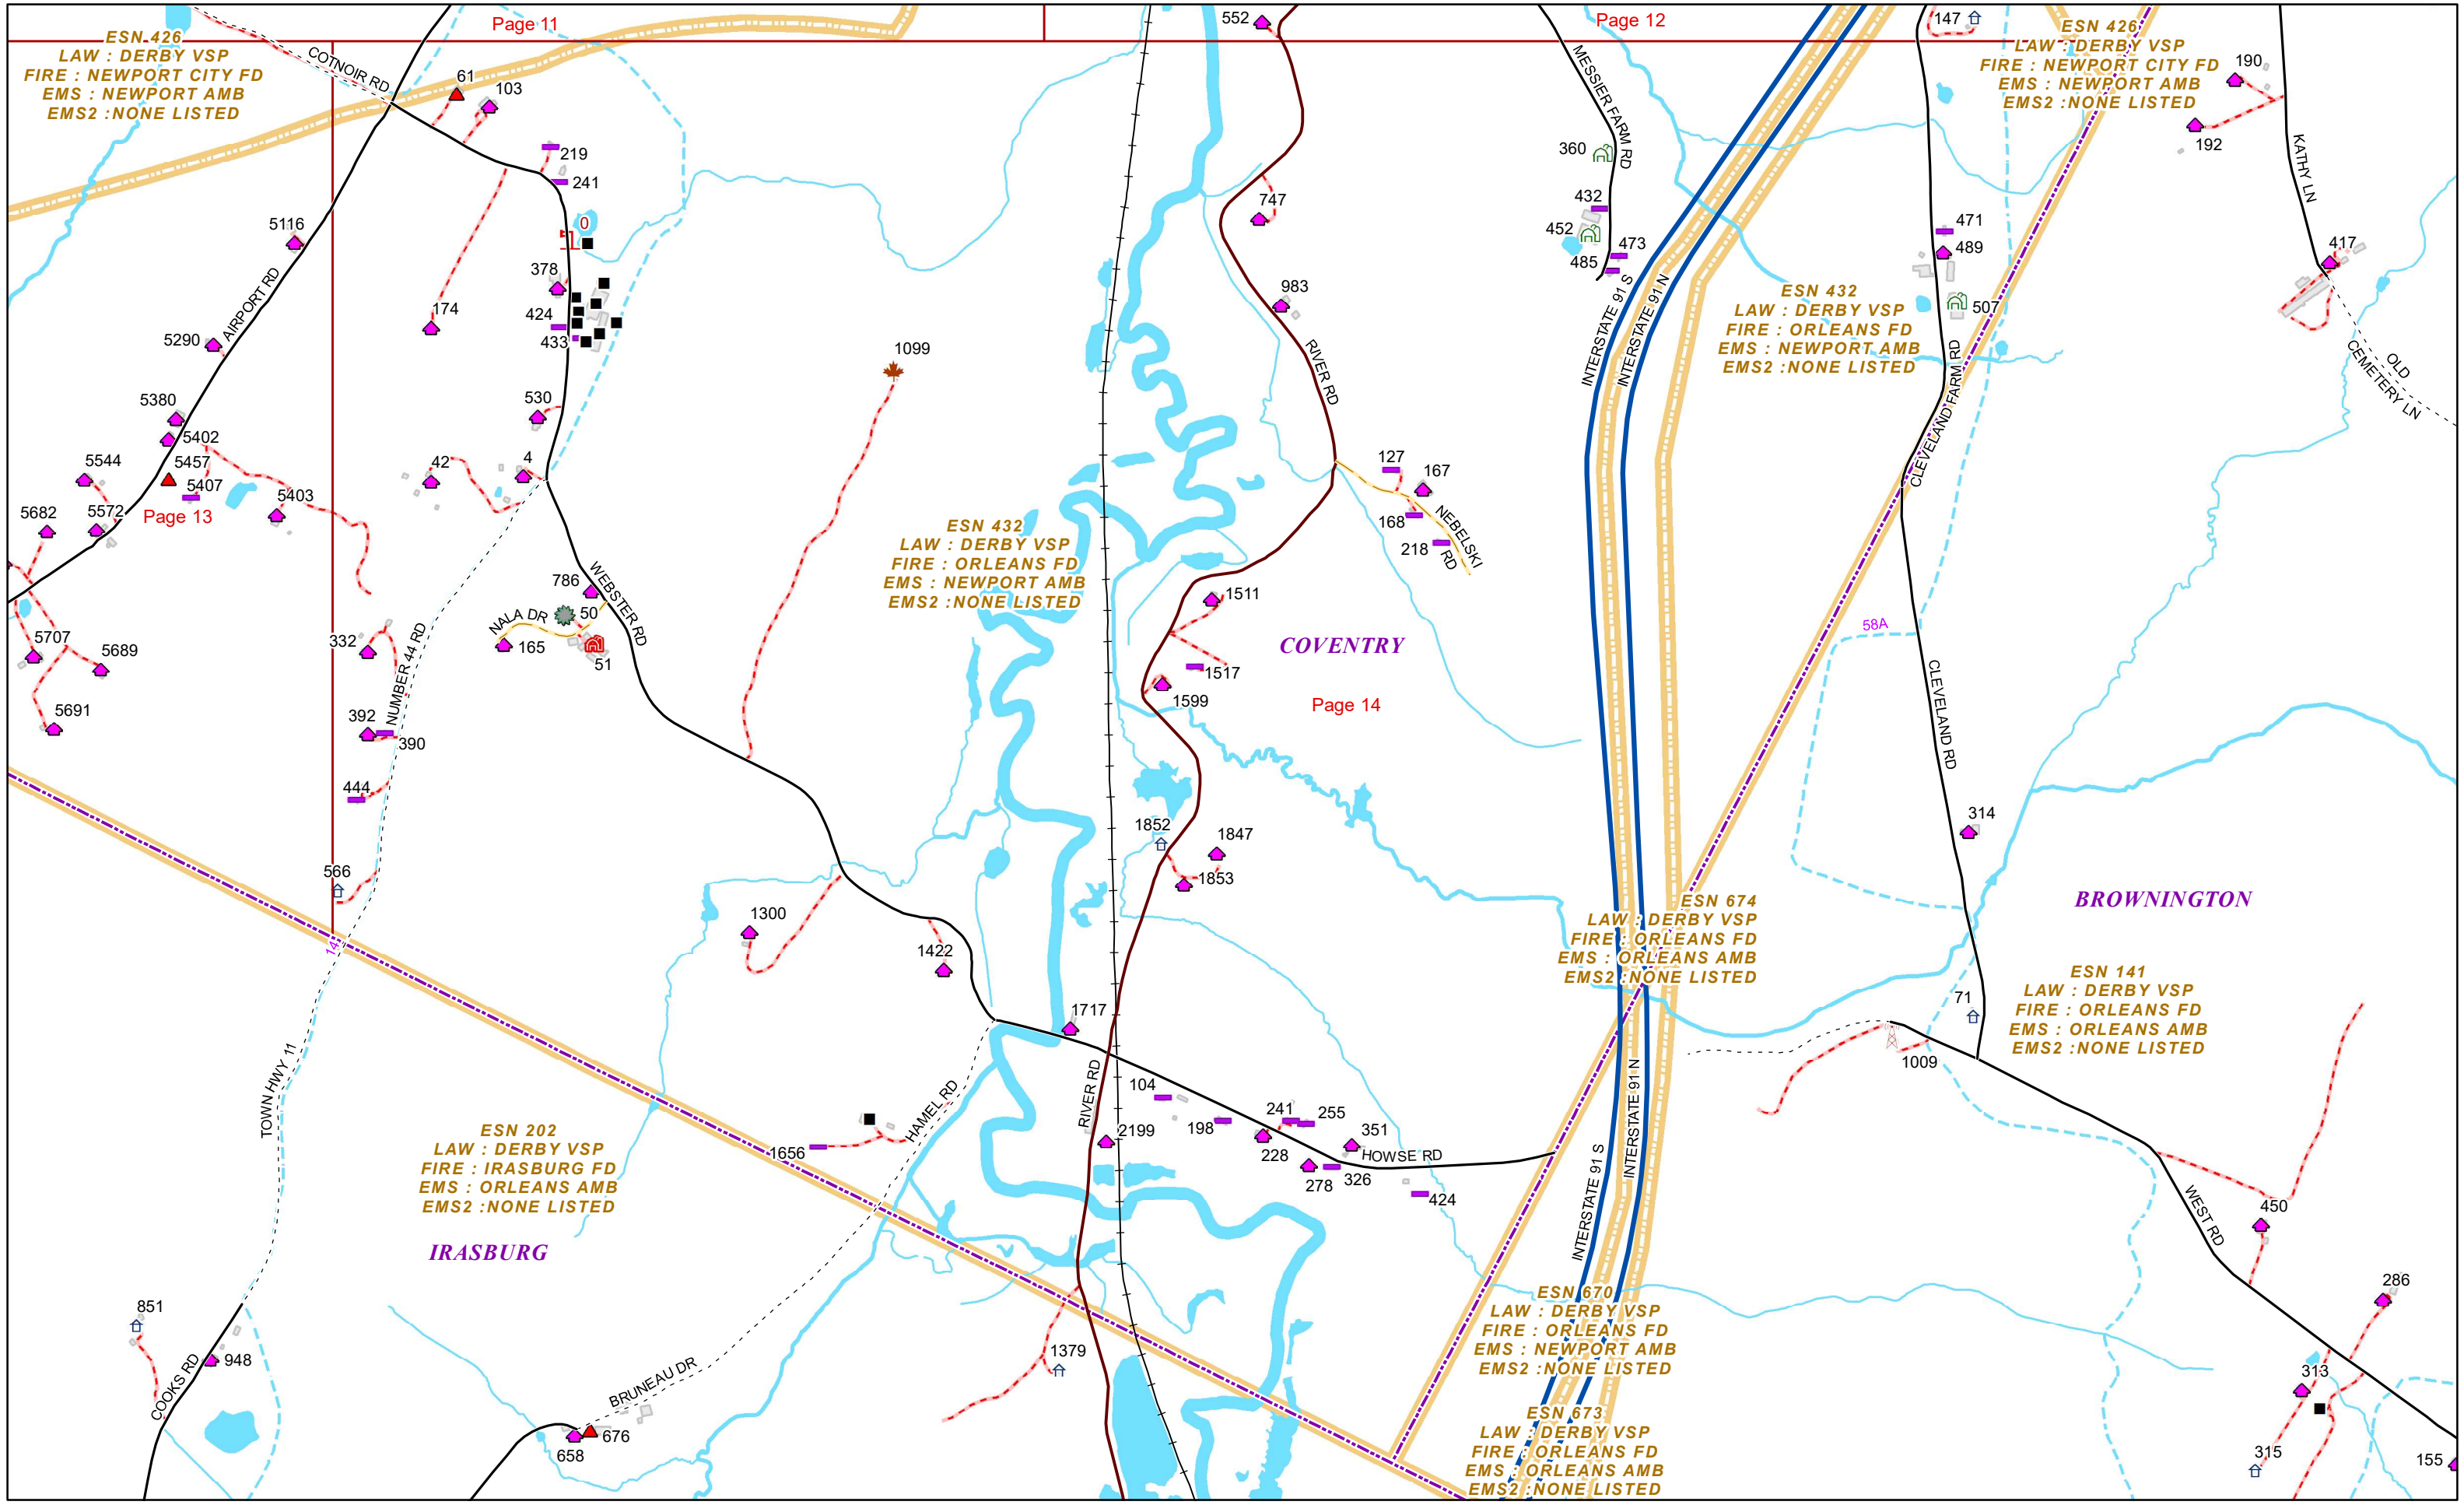 Page 11
Page 12
552
147
ESN 426
LAW : DERBY VSP
FIRE : NEWPORT CITY FD
EMS : NEWPORT AMB
EMS2 :NONE LISTED
ESN 426
LAW : DERBY VSP
FIRE : NEWPORT CITY FD
EMS : NEWPORT AMB
EMS2 :NONE LISTED
COTNOIR RD
61
103
MESSIER FARM RD
190
192
KATHY LN
219
241
360
432
452
473
485
747
0
471
489
507
417
5116
AIRPORT RD
378
174
424
433
983
INTERSTATE 91 S
INTERSTATE 91 N
ESN 432
LAW : DERBY VSP
FIRE : ORLEANS FD
EMS : NEWPORT AMB
EMS2 :NONE LISTED
5290
1099
RIVER RD
CLEVELAND FARM RD
OLD
CEMETERY LN
5380
5402
530
5544
5457
5407
42
4
127
167
5403
5682
5572
Page 13
168
218
NEBELSKI
RD
ESN 432
LAW : DERBY VSP
FIRE : ORLEANS FD
EMS : NEWPORT AMB
EMS2 :NONE LISTED
786
WEBSTER RD
NALA DR
50
165
51
1511
COVENTRY
58A
332
NUMBER 44 RD
5707
5689
1517
1599
Page 14
CLEVELAND RD
5691
392
390
444
314
1852
1847
1853
566
BROWNINGTON
ESN 674
LAW : DERBY VSP
FIRE : ORLEANS FD
EMS : ORLEANS AMB
EMS2 :NONE LISTED
1300
14
1422
ESN 141
LAW : DERBY VSP
FIRE : ORLEANS FD
EMS : ORLEANS AMB
EMS2 :NONE LISTED
71
1717
1009
TOWN HWY 11
RIVER RD
104
HAMEL RD
INTERSTATE 91 N
INTERSTATE 91 S
198
241
255
2199
228
351
HOWSE RD
1656
278
326
424
ESN 202
LAW : DERBY VSP
FIRE : IRASBURG FD
EMS : ORLEANS AMB
EMS2 :NONE LISTED
WEST RD
450
IRASBURG
286
851
ESN 670
LAW : DERBY VSP
FIRE : ORLEANS FD
EMS : NEWPORT AMB
EMS2 :NONE LISTED
948
COOKS RD
1379
BRUNEAU DR
313
ESN 673
LAW : DERBY VSP
FIRE : ORLEANS FD
EMS : ORLEANS AMB
EMS2 :NONE LISTED
676
658
315
155